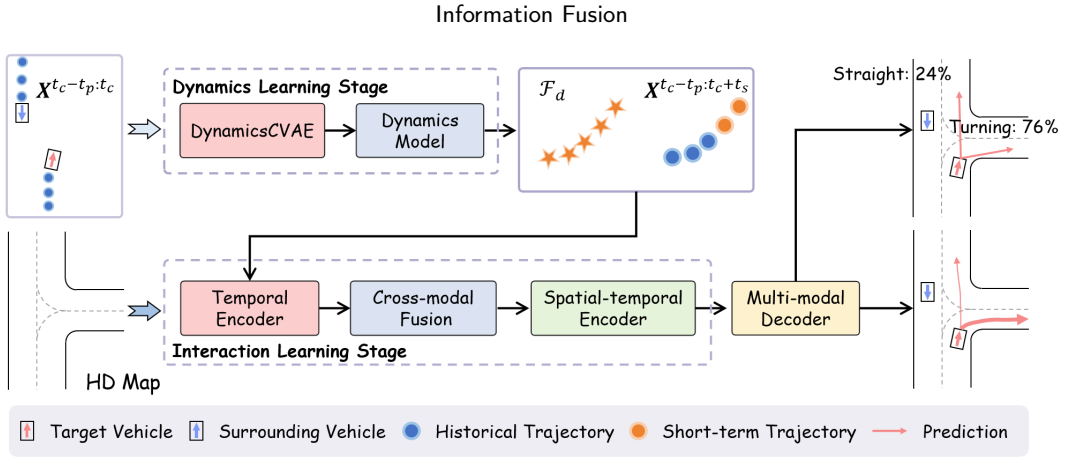 Information Fusion
X^{t_c−t_p:t_c}
Dynamics Learning Stage
DynamicsCVAE
Dynamics
Model
ℱ_d
X^{t_c−t_p:t_c+t_s}
Straight: 24%
Turning: 76%
Temporal
Encoder
Cross-modal
Fusion
Spatial-temporal
Encoder
Multi-modal
Decoder
Interaction Learning Stage
HD Map
Target Vehicle
Surrounding Vehicle
Historical Trajectory
Short-term Trajectory
Prediction